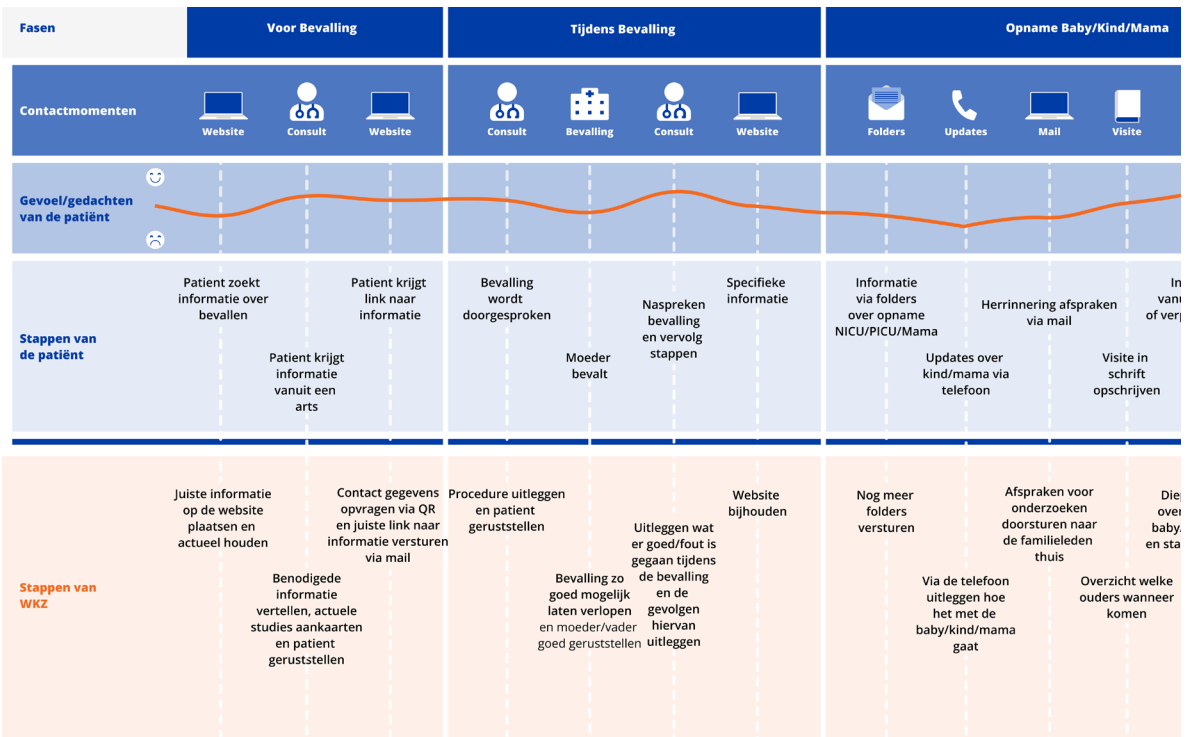 Fasen
Voor Bevalling
Tijdens Bevalling
Opname Baby/Kind/Mama
Contactmomenten
Website
Consult
Website
Consult
Bevalling
Consult
Website
Folders
Updates
Mail
Visite
Gevoel/gedachten
van de patiënt
Stappen van
de patiënt
Patient zoekt
informatie over
bevallen
Patient krijgt
informatie
vanuit een
arts
Patient krijgt
link naar
informatie
Bevalling
wordt
doorgesproken
Moeder
bevalt
Naspreken
bevalling
en vervolg
stappen
Specifieke
informatie
Informatie
via folders
over opname
NICU/PICU/Mama
Updates over
kind/mama via
telefoon
Herrinnering afspraken
via mail
Visite in
schrift
opschrijven
In
vanu
of verp
Stappen van
WKZ
Juiste informatie
op de website
plaatsen en
actueel houden
Benodigede
informatie
vertellen, actuele
studies aankaarten
en patient
geruststellen
Contact gegevens
opvragen via QR
en juiste link naar
informatie versturen
via mail
Procedure uitleggen
en patient
geruststellen
Bevalling zo
goed mogelijk
laten verlopen
en moeder/vader
goed geruststellen
Uitleggen wat
er goed/fout is
gegaan tijdens
de bevalling
en de
gevolgen
hiervan
uitleggen
Website
bijhouden
Nog meer
folders
versturen
Via de telefoon
uitleggen hoe
het met de
baby/kind/mama
gaat
Afspraken voor
onderzoeken
doorsturen naar
de familieleden
thuis
Overzicht welke
ouders wanneer
komen
Diep
over
baby/
en sta